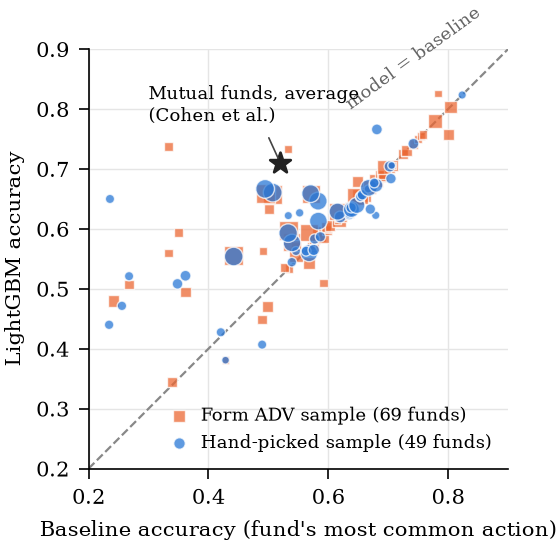 model = baseline
Mutual funds, average
(Cohen et al.)
LightGBM accuracy
0.9
0.8
0.7
0.6
0.5
0.4
0.3
0.2
Form ADV sample (69 funds)
Hand-picked sample (49 funds)
0.2 0.4 0.6 0.8
Baseline accuracy (fund's most common action)